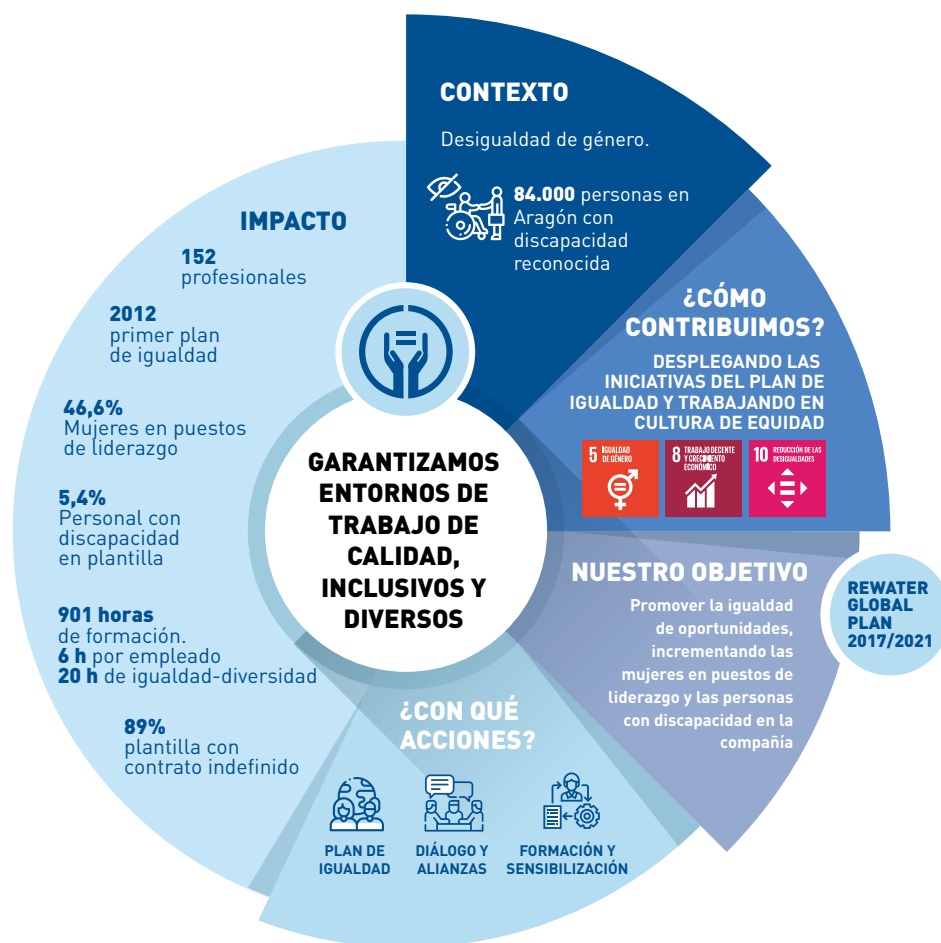 CONTEXTO
Desigualdad de género.
84.000 personas en
Aragón con
discapacidad
reconocida
¿CÓMO
CONTRIBUIMOS?
DESPLEGANDO LAS
INICIATIVAS DEL PLAN DE
IGUALDAD Y TRABAJANDO EN
CULTURA DE EQUIDAD
5 IGUALDAD
DE GÉNERO
8 TRABAJO DECENTE
Y CRECIMIENTO
ECONÓMICO
10 REDUCCIÓN DE LAS
DESIGUALDADES
NUESTRO OBJETIVO
Promover la igualdad
de oportunidades,
incrementando las
mujeres en puestos de
liderazgo y las personas
con discapacidad en la
compañía
REWATER
GLOBAL
PLAN
2017/2021
¿CON QUÉ
ACCIONES?
PLAN DE
IGUALDAD
DIÁLOGO Y
ALIANZAS
FORMACIÓN Y
SENSIBILIZACIÓN
IMPACTO
152
profesionales
2012
primer plan
de igualdad
46,6%
Mujeres en puestos
de liderazgo
5,4%
Personal con
discapacidad
en plantilla
901 horas
de formación.
6 h por empleado
20 h de igualdad-diversidad
89%
plantilla con
contrato indefinido
GARANTIZAMOS
ENTORNOS DE
TRABAJO DE
CALIDAD,
INCLUSIVOS Y
DIVERSOS